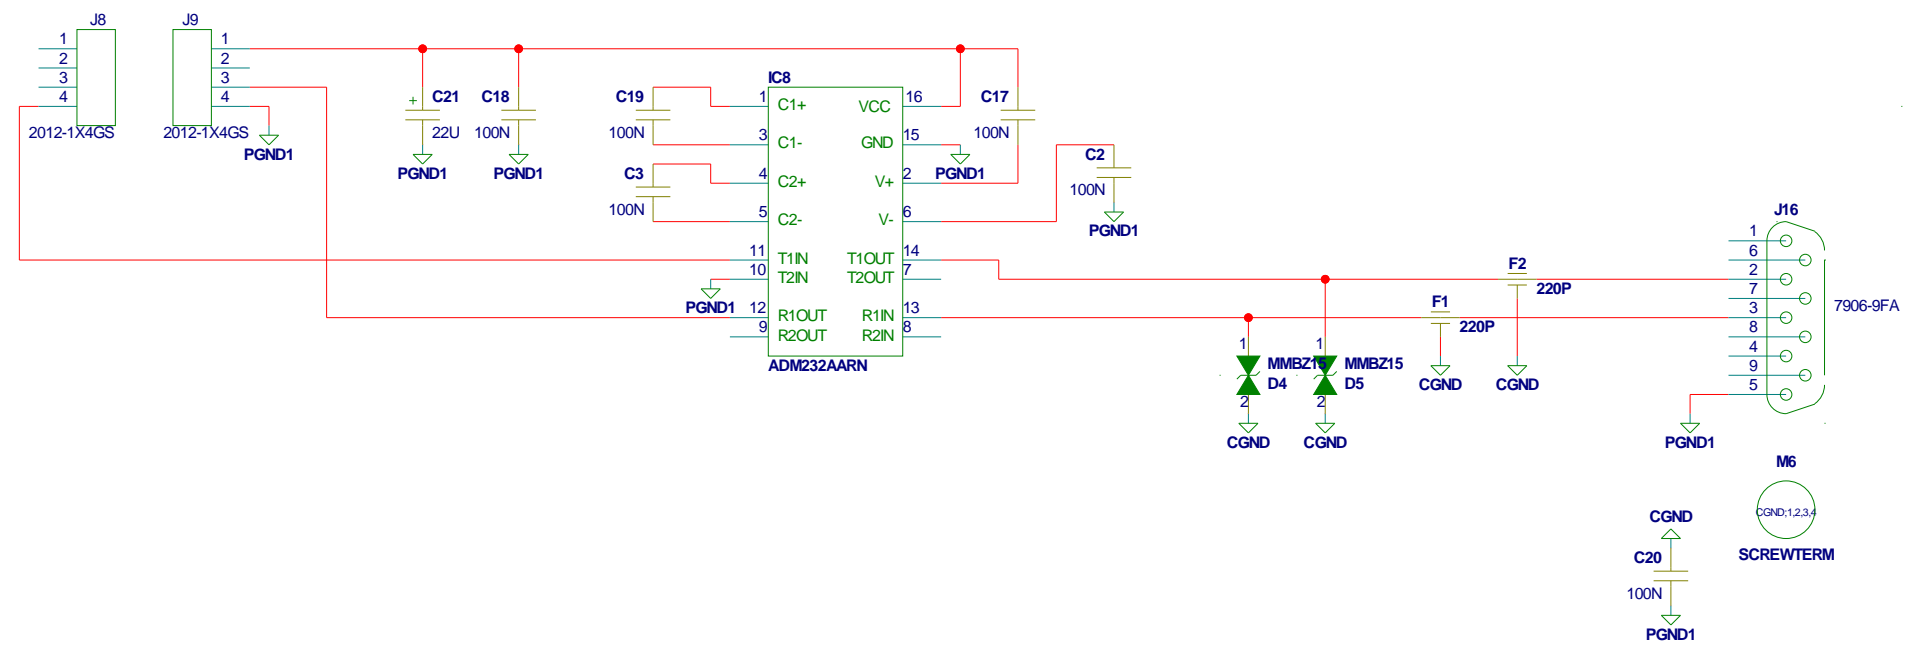 J8
1
2
3
4
2012-1X4GS
J9
1
2
3
4
2012-1X4GS
PGND1
+
C21
22U
PGND1
C18
100N
PGND1
C19
100N
C3
100N
IC8
1
C1+
3
C1-
4
C2+
5
C2-
11
T1IN
10
T2IN
PGND1
12
R1OUT
9
R2OUT
16
VCC
15
GND
PGND1
2
V+
6
V-
14
T1OUT
7
T2OUT
13
R1IN
8
R2IN
ADM232AARN
C17
100N
C2
100N
PGND1
1
MMBZ15
D4
2
CGND
1
MMBZ15
D5
2
CGND
F1
220P
CGND
F2
220P
CGND
J16
1
6
2
7
3
8
4
9
5
7906-9FA
PGND1
M6
CGND;1,2,3,4
SCREWTERM
CGND
C20
100N
PGND1